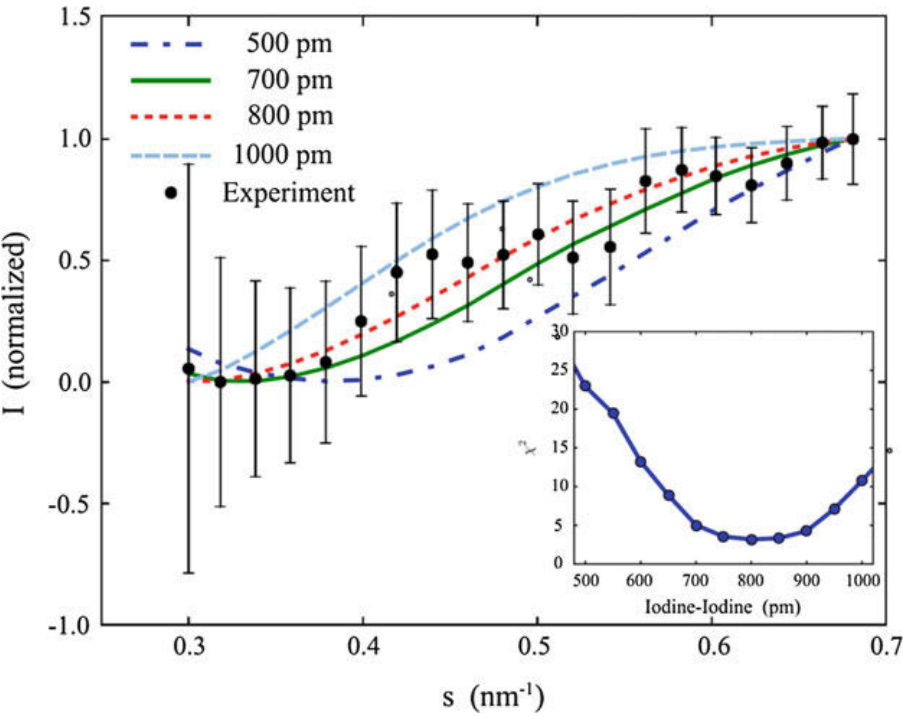 1.5
1.0
0.5
0.0
-0.5
-1.0
I (normalized)
500 pm
700 pm
800 pm
1000 pm
Experiment
0.3 0.4 0.5 0.6 0.7
s (nm⁻¹)
30
25
20
15
10
5
0
χ²
500 600 700 800 900 1000
Iodine-Iodine (pm)